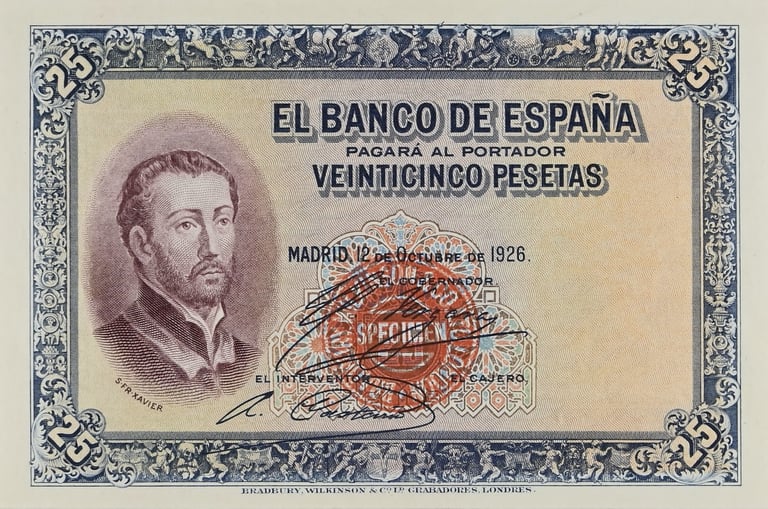 25 25
EL BANCO DE ESPAÑA
PAGARÁ AL PORTADOR
VEINTICINCO PESETAS
MADRID, 12 DE OCTUBRE DE 1926.
EL GOBERNADOR
SPECIMEN
EL INTERVENTOR EL CAJERO,
S. FR. XAVIER
25 25
BRADBURY, WILKINSON & Cº Lᴰ GRABADORES, LONDRES.